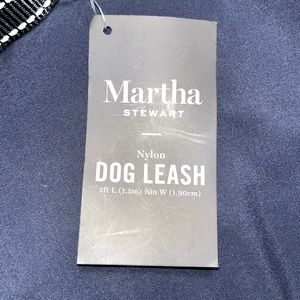 Martha
STEWART
Nylon
DOG LEASH
5ft L (1.5m) ¾in W (1.90cm)